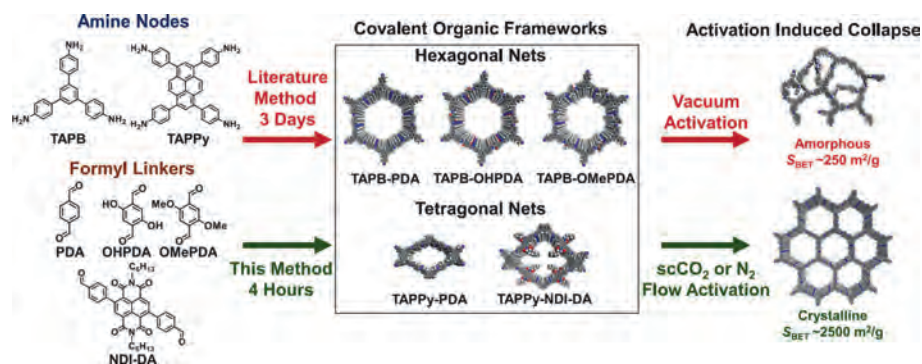 Amine Nodes
NH₂
H₂N
NH₂
TAPB
H₂N
NH₂
H₂N
NH₂
TAPPy
Formyl Linkers
O
O
PDA
O
HO
OH
O
OHPDA
O
MeO
OMe
O
OMePDA
C₆H₁₃
O N O
O
O
O N O
C₆H₁₃
NDI-DA
Literature
Method
3 Days
This Method
4 Hours
Covalent Organic Frameworks
Hexagonal Nets
TAPB-PDA
TAPB-OHPDA
TAPB-OMePDA
Tetragonal Nets
TAPPy-PDA
TAPPy-NDI-DA
Activation Induced Collapse
Vacuum
Activation
Amorphous
S_BET ~250 m²/g
scCO₂ or N₂
Flow Activation
Crystalline
S_BET ~2500 m²/g